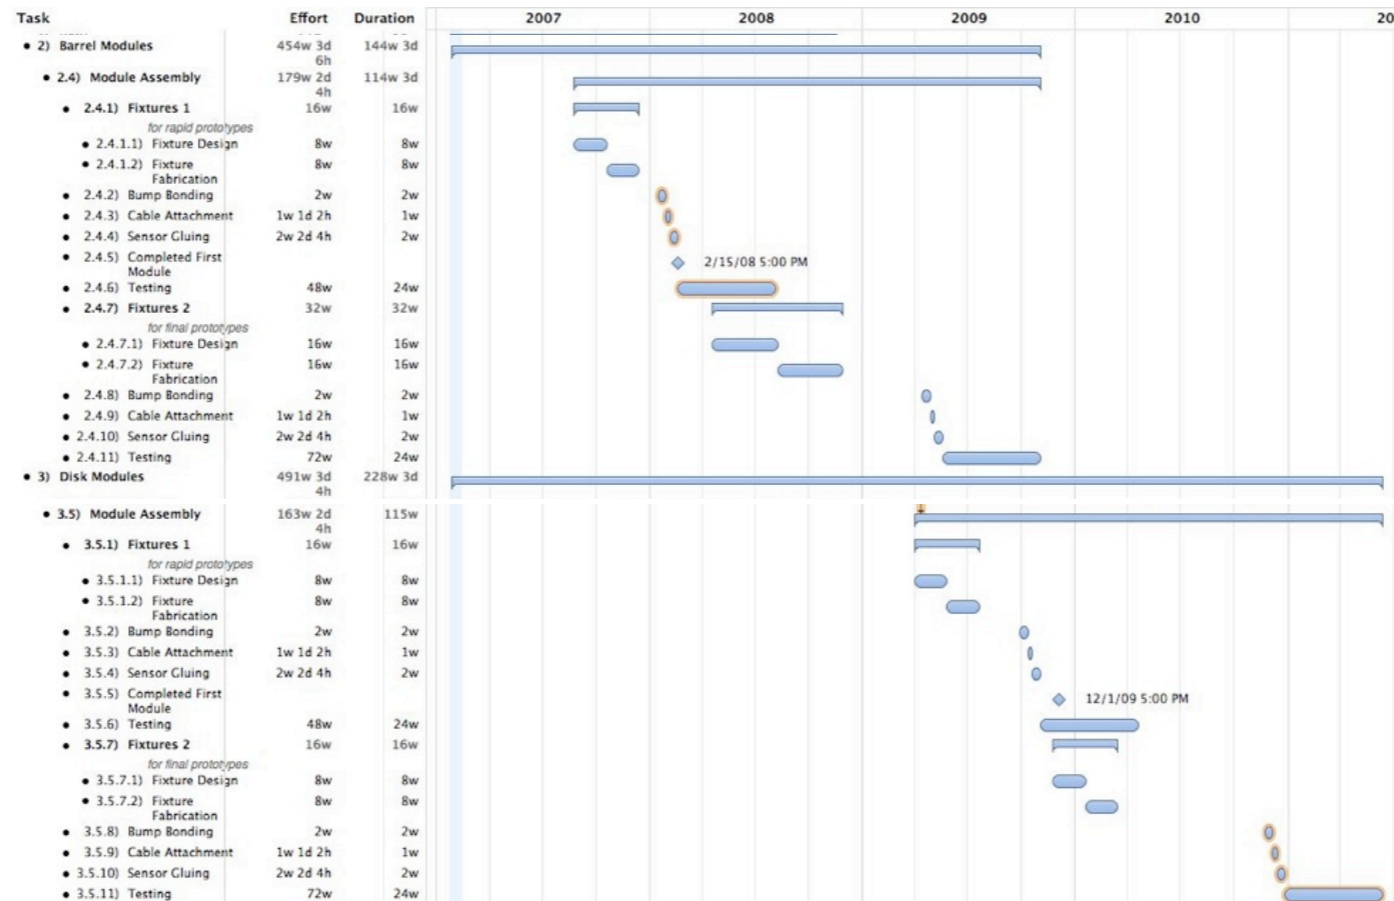 Task Effort Duration 2007 2008 2009 2010 20
• 2) Barrel Modules 454w 3d 144w 3d
6h
• 2.4) Module Assembly 179w 2d 114w 3d
4h
• 2.4.1) Fixtures 1 16w 16w
for rapid prototypes
• 2.4.1.1) Fixture Design 8w 8w
• 2.4.1.2) Fixture 8w 8w
Fabrication
• 2.4.2) Bump Bonding 2w 2w
• 2.4.3) Cable Attachment 1w 1d 2h 1w
• 2.4.4) Sensor Gluing 2w 2d 4h 2w
• 2.4.5) Completed First 2/15/08 5:00 PM
Module
• 2.4.6) Testing 48w 24w
• 2.4.7) Fixtures 2 32w 32w
for final prototypes
• 2.4.7.1) Fixture Design 16w 16w
• 2.4.7.2) Fixture 16w 16w
Fabrication
• 2.4.8) Bump Bonding 2w 2w
• 2.4.9) Cable Attachment 1w 1d 2h 1w
• 2.4.10) Sensor Gluing 2w 2d 4h 2w
• 2.4.11) Testing 72w 24w
• 3) Disk Modules 491w 3d 228w 3d
4h
• 3.5) Module Assembly 163w 2d 115w
4h
• 3.5.1) Fixtures 1 16w 16w
for rapid prototypes
• 3.5.1.1) Fixture Design 8w 8w
• 3.5.1.2) Fixture 8w 8w
Fabrication
• 3.5.2) Bump Bonding 2w 2w
• 3.5.3) Cable Attachment 1w 1d 2h 1w
• 3.5.4) Sensor Gluing 2w 2d 4h 2w
• 3.5.5) Completed First 12/1/09 5:00 PM
Module
• 3.5.6) Testing 48w 24w
• 3.5.7) Fixtures 2 16w 16w
for final prototypes
• 3.5.7.1) Fixture Design 8w 8w
• 3.5.7.2) Fixture 8w 8w
Fabrication
• 3.5.8) Bump Bonding 2w 2w
• 3.5.9) Cable Attachment 1w 1d 2h 1w
• 3.5.10) Sensor Gluing 2w 2d 4h 2w
• 3.5.11) Testing 72w 24w